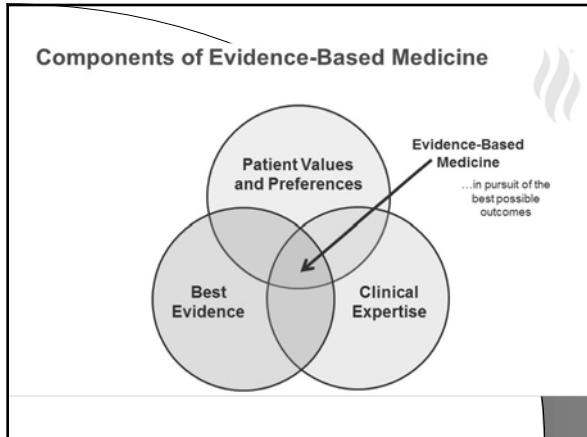 Components of Evidence-Based Medicine
Patient Values
and Preferences
Evidence-Based
Medicine
...in pursuit of the
best possible
outcomes
Best
Evidence
Clinical
Expertise